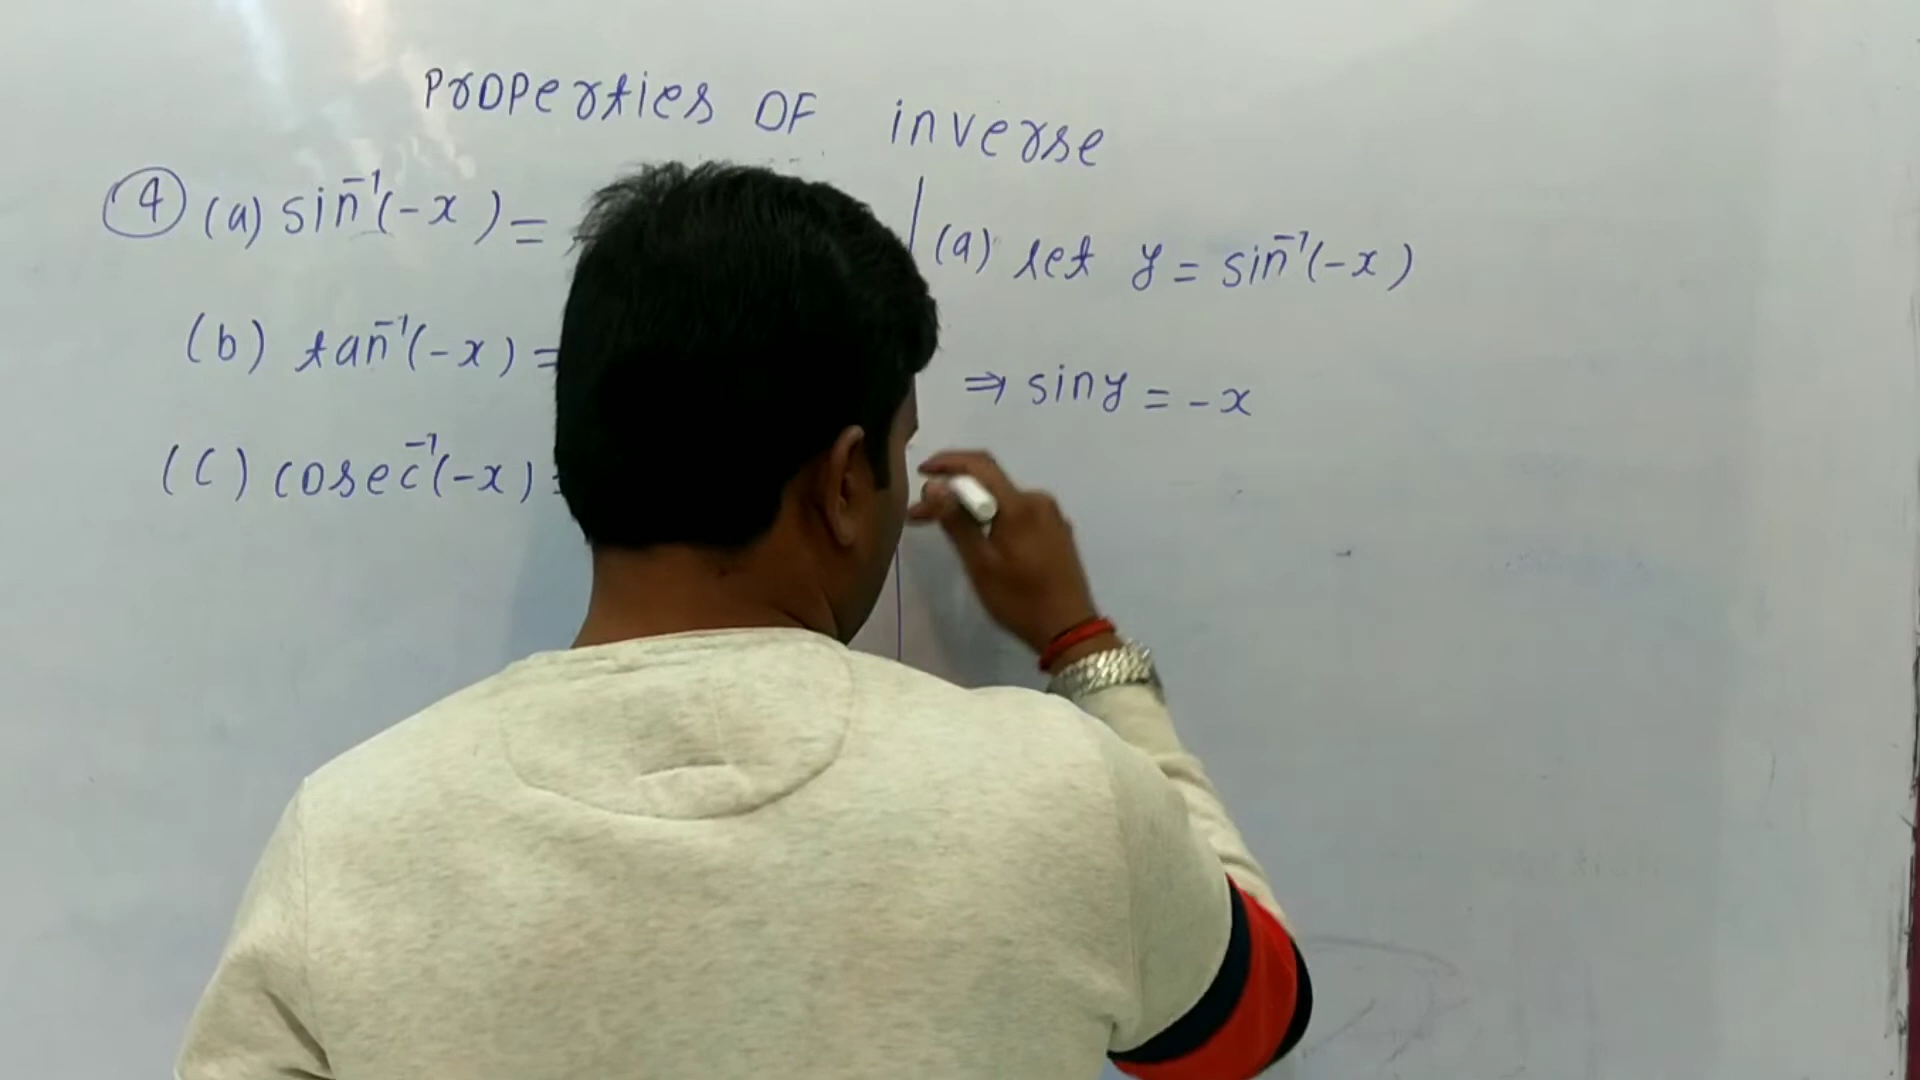 Properties OF inverse
④ (a) sin⁻¹(-x) =
(b) tan⁻¹(-x) =
(C) cosec⁻¹(-x) =
(a) let y = sin⁻¹(-x)
⇒ siny = -x